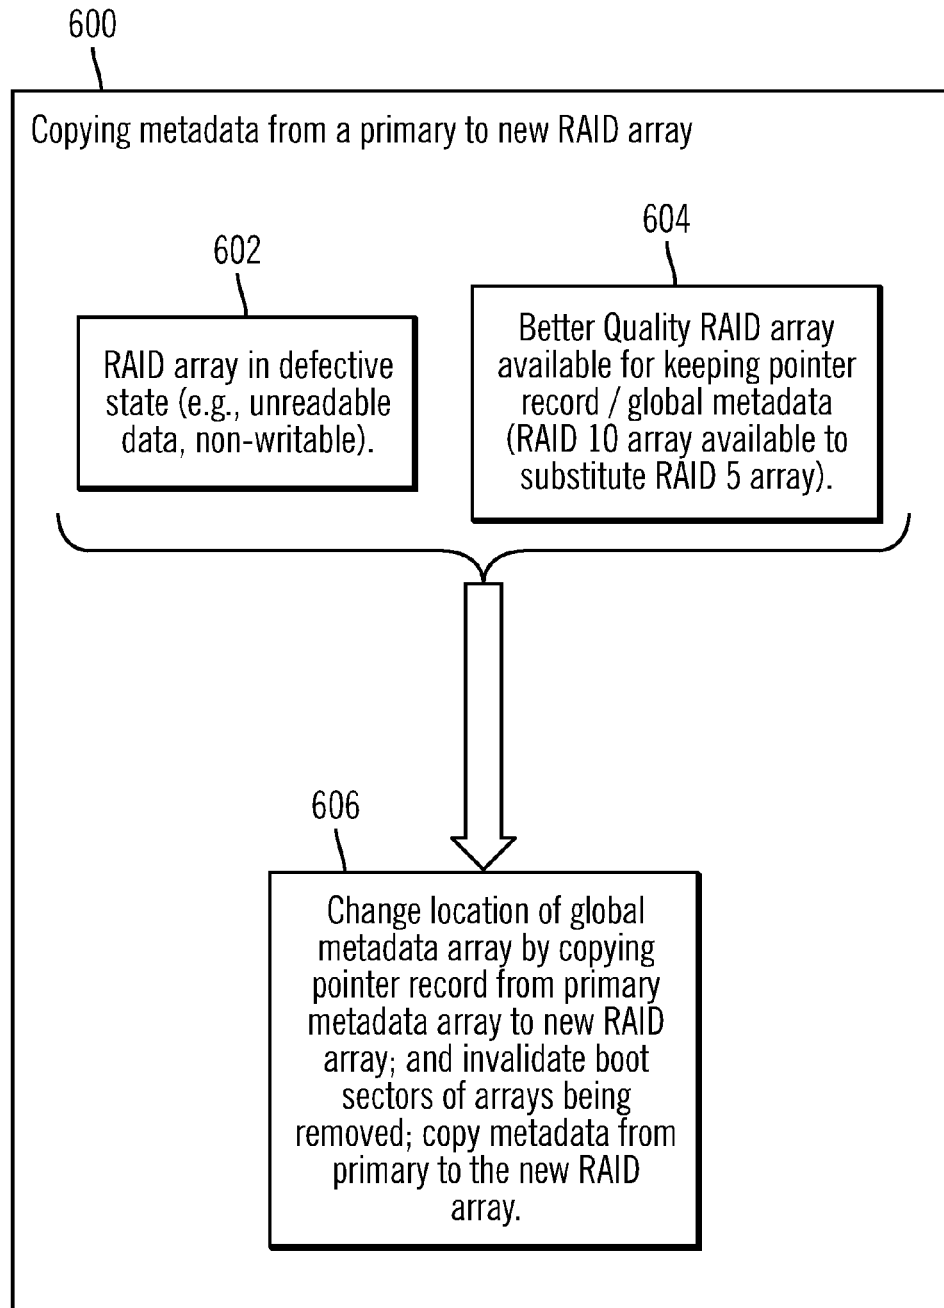 600
Copying metadata from a primary to new RAID array
602
RAID array in defective
state (e.g., unreadable
data, non-writable).
604
Better Quality RAID array
available for keeping pointer
record / global metadata
(RAID 10 array available to
substitute RAID 5 array).
606
Change location of global
metadata array by copying
pointer record from primary
metadata array to new RAID
array; and invalidate boot
sectors of arrays being
removed; copy metadata from
primary to the new RAID
array.